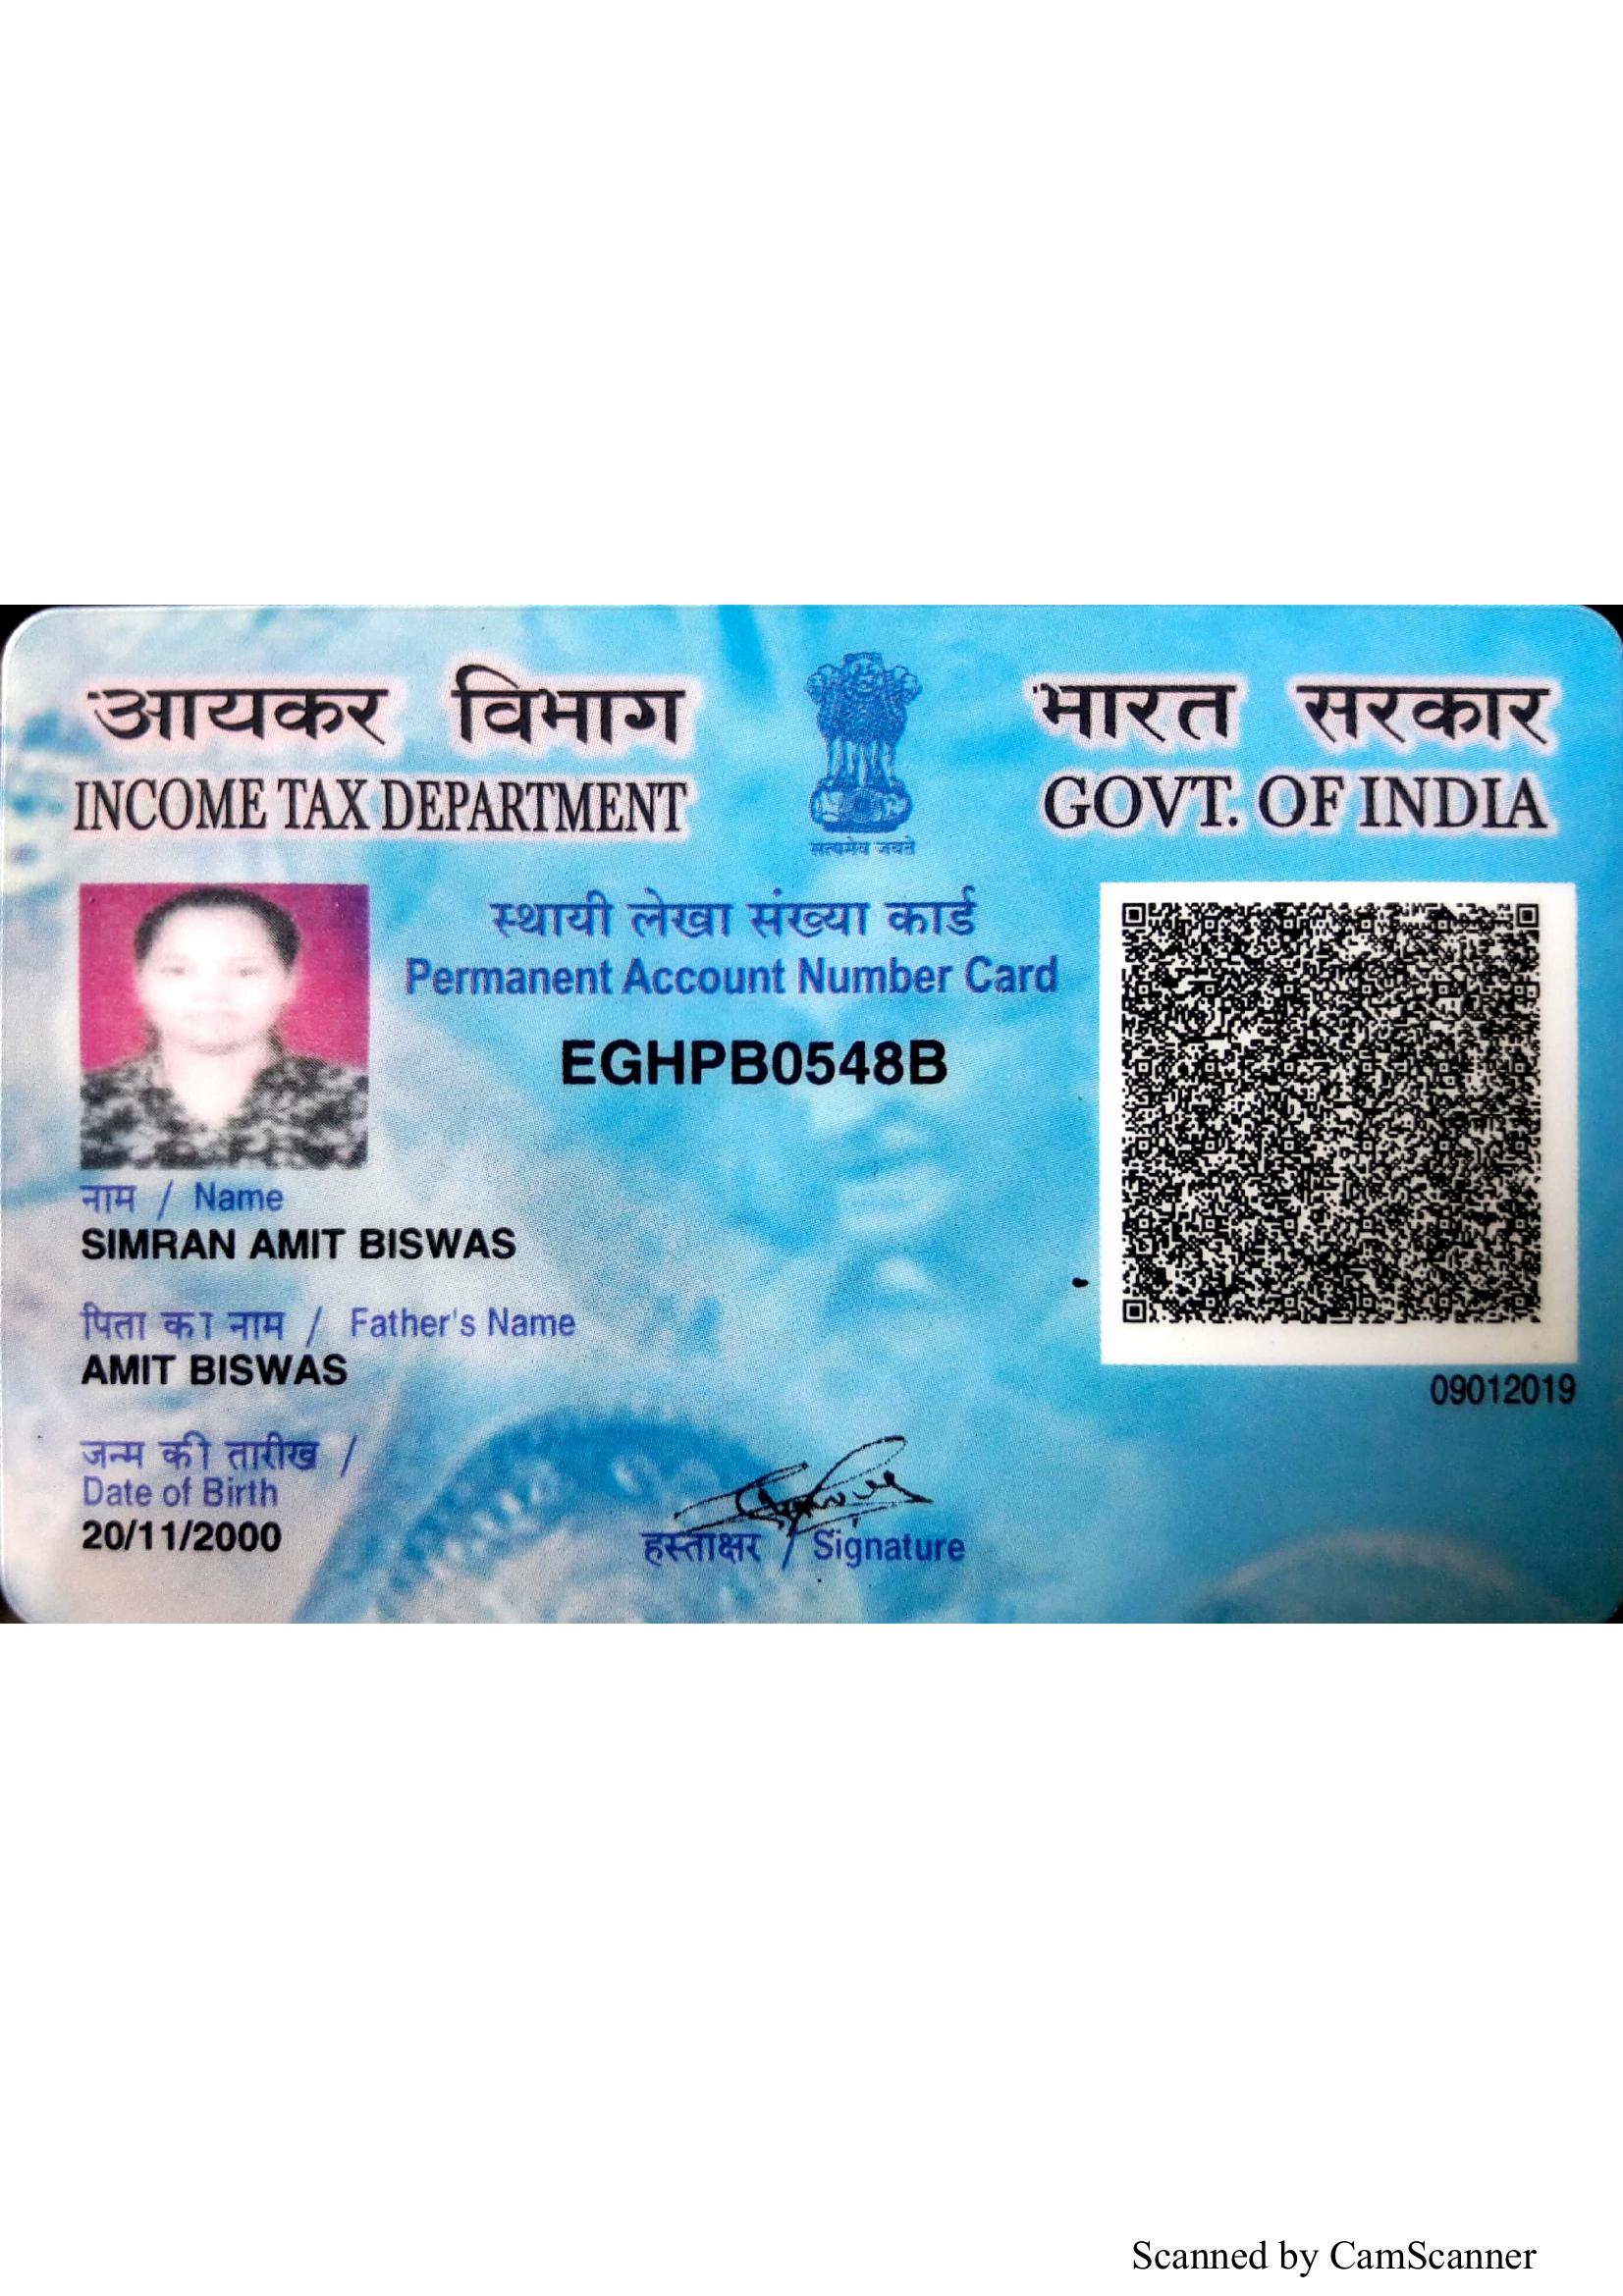 आयकर विभाग
INCOME TAX DEPARTMENT
सत्यमेव जयते
भारत सरकार
GOVT. OF INDIA
स्थायी लेखा संख्या कार्ड
Permanent Account Number Card
EGHPB0548B
नाम / Name
SIMRAN AMIT BISWAS
पिता का नाम / Father's Name
AMIT BISWAS
09012019
जन्म की तारीख /
Date of Birth
20/11/2000
हस्ताक्षर / Signature
Scanned by CamScanner